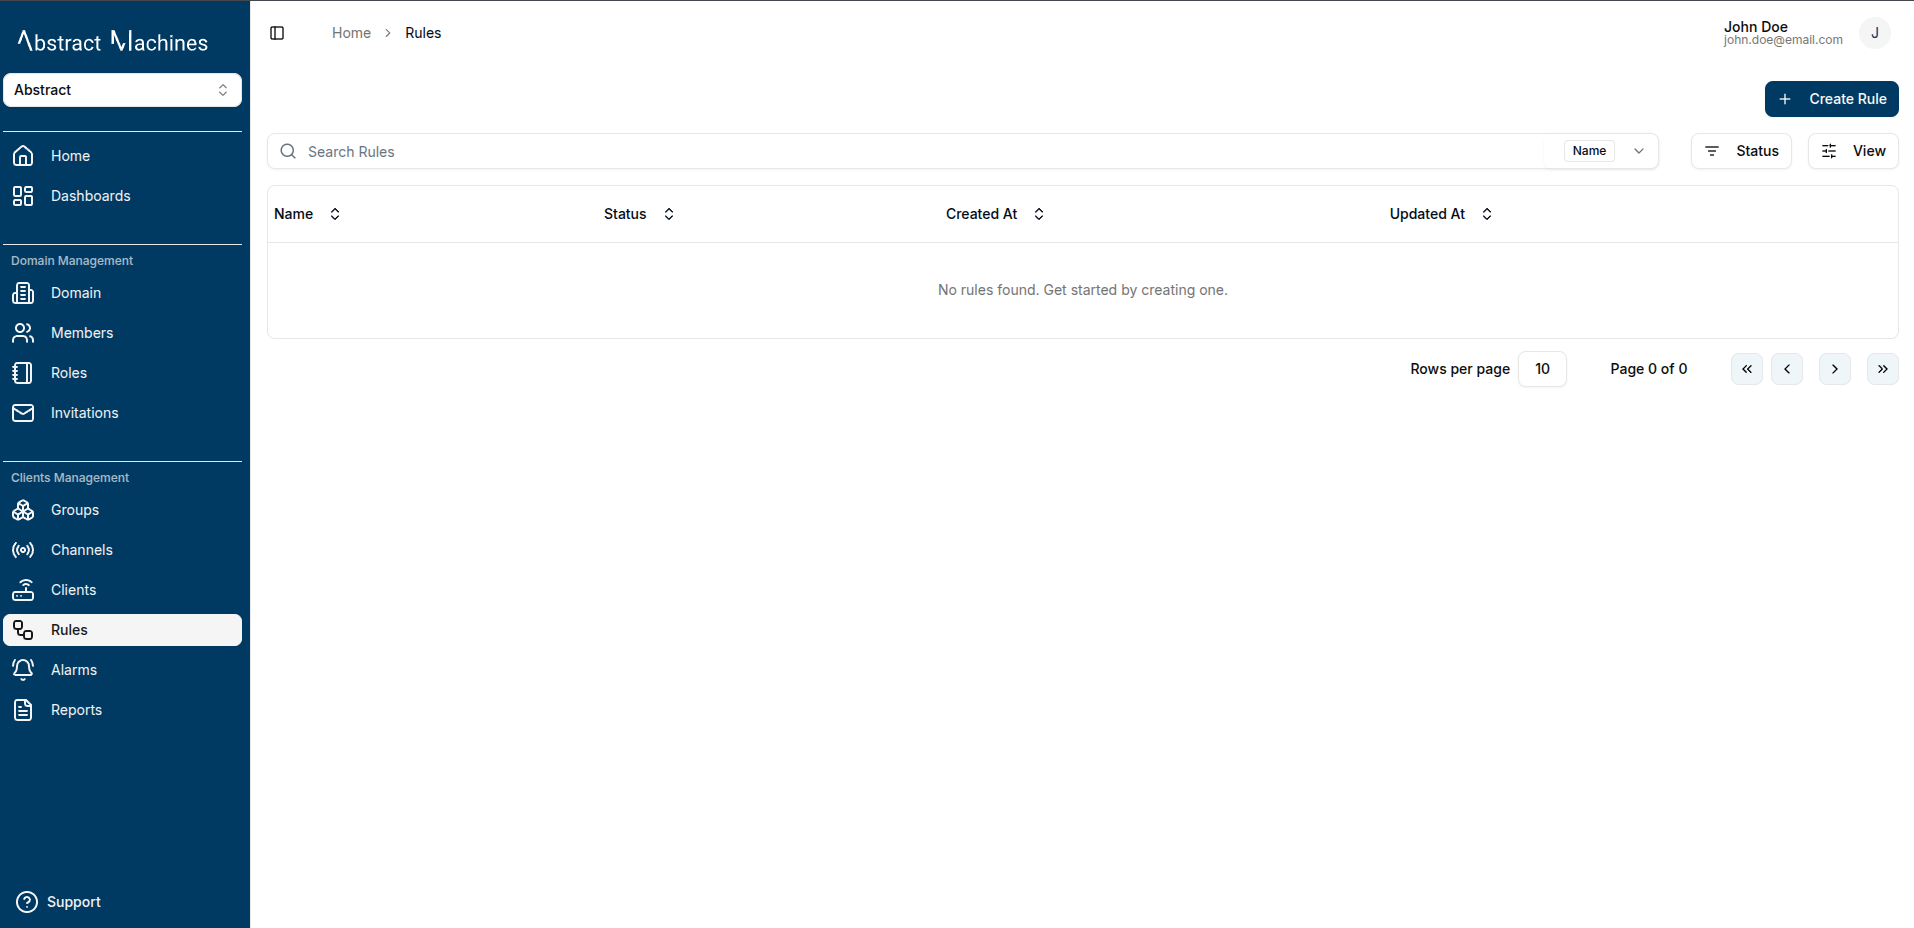 Abstract Machines
Abstract
Home
Dashboards
Domain Management
Domain
Members
Roles
Invitations
Clients Management
Groups
Channels
Clients
Rules
Alarms
Reports
Support
Home > Rules
John Doe
john.doe@email.com
J
+ Create Rule
Search Rules Name
Status
View
Name Status Created At Updated At
No rules found. Get started by creating one.
Rows per page 10 Page 0 of 0